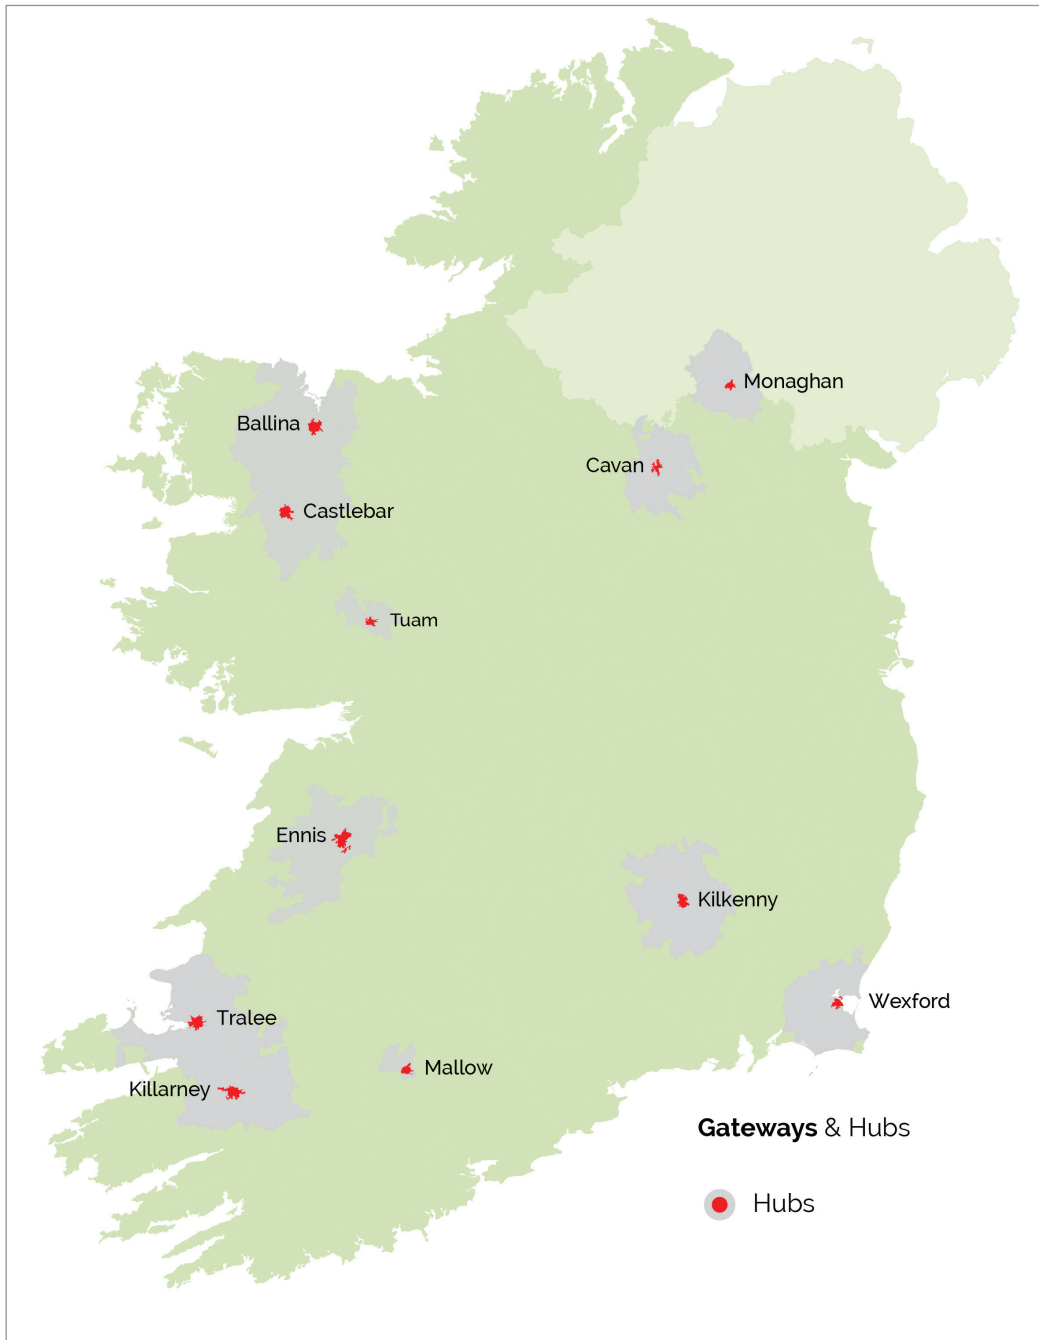 Monaghan
Ballina
Cavan
Castlebar
Tuam
Ennis
Kilkenny
Wexford
Tralee
Mallow
Killarney
Gateways & Hubs
Hubs